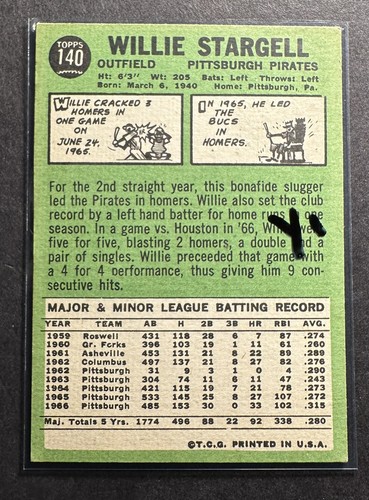 TOPPS
140
WILLIE STARGELL
OUTFIELD PITTSBURGH PIRATES
Ht: 6'3" Wt: 205 Bats: Left Throws: Left
Born: March 6, 1940 Home: Pittsburgh, Pa.
WILLIE CRACKED 3
HOMERS IN
ONE GAME
ON
JUNE 24,
1965.
IN 1965, HE LED
THE
BUCS
IN
HOMERS.
For the 2nd straight year, this bonafide slugger
led the Pirates in homers. Willie also set the club
record by a left hand batter for home runs in one
season. In a game vs. Houston in '66, Willie went
five for five, blasting 2 homers, a double and a
pair of singles. Willie preceeded that game with
a 4 for 4 performance, thus giving him 9 con-
secutive hits.
MAJOR & MINOR LEAGUE BATTING RECORD
YEAR TEAM AB H 2B 3B HR RBI AVG.
1959 Roswell 431 118 28 6 7 87 .274
1960 Gr. Forks 396 107 17 11 11 61 .260
1961 Asheville 453 131 21 8 22 89 .289
1962 Columbus 497 137 21 8 27 82 .276
1962 Pittsburgh 31 9 3 1 0 4 .290
1963 Pittsburgh 304 74 11 6 11 47 .243
1964 Pittsburgh 421 115 19 7 21 78 .273
1965 Pittsburgh 533 145 25 8 27 107 .272
1966 Pittsburgh 485 153 30 0 33 102 .315
Maj. Totals 5 Yrs. 1774 496 88 22 92 338 .280
©T.C.G. PRINTED IN U.S.A.